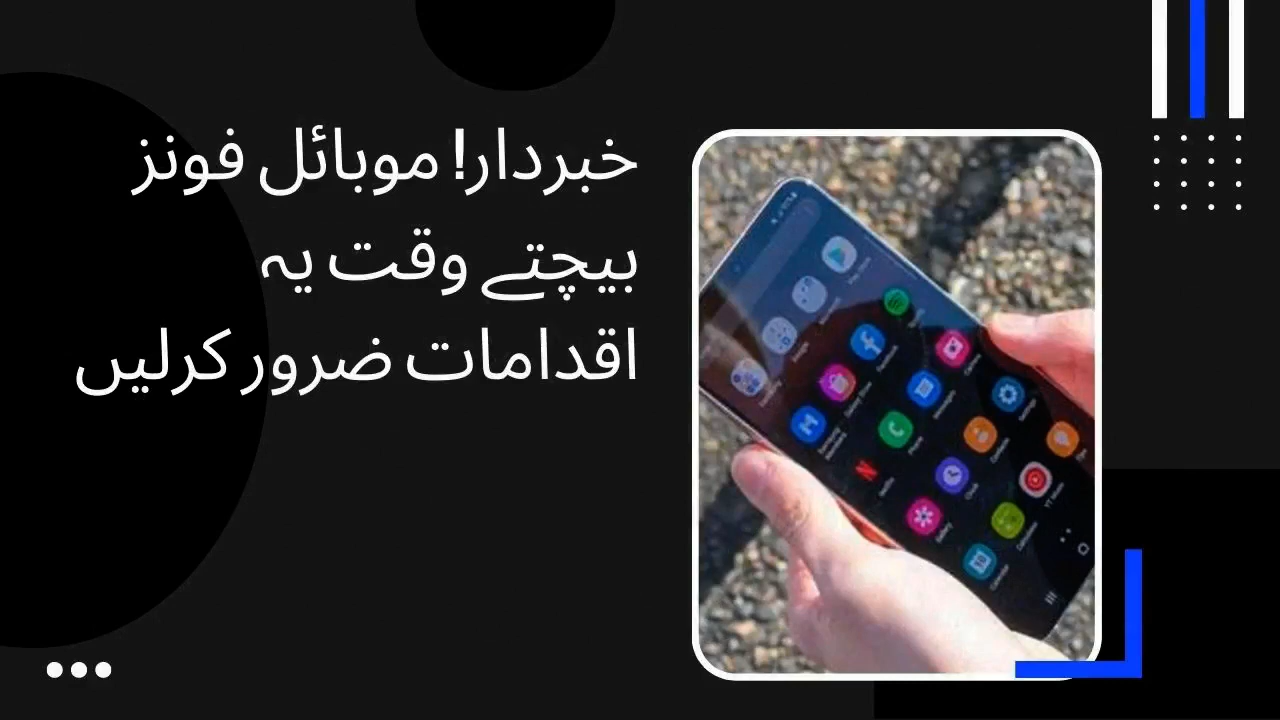 خبردار! موبائل فونز
بیچتے وقت یہ
اقدامات ضرور کرلیں